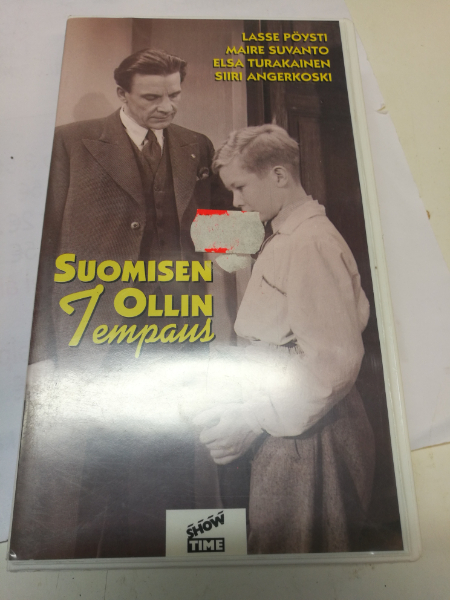 LASSE PÖYSTI
MAIRE SUVANTO
ELSA TURAKAINEN
SIIRI ANGERKOSKI
SUOMISEN
OLLIN
Tempaus
SHOW
TIME